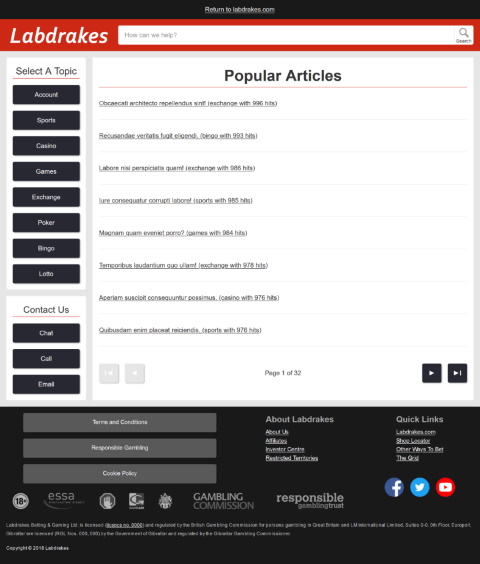 Return to labdrakes.com
Labdrakes
How can we help?
Search
Select A Topic
Account
Sports
Casino
Games
Exchange
Poker
Bingo
Lotto
Contact Us
Chat
Call
Email
Popular Articles
Obcaecati architecto repellendus sint! (exchange with 996 hits)
Recusandae veritatis fugit eligendi. (bingo with 993 hits)
Labore nisi perspiciatis quam! (exchange with 986 hits)
Iure consequatur corrupti labore! (sports with 985 hits)
Magnam quam eveniet porro? (games with 984 hits)
Temporibus laudantium quo ullam! (exchange with 978 hits)
Aperiam suscipit consequuntur possimus. (casino with 976 hits)
Quibusdam enim placeat reiciendis. (sports with 976 hits)
Page 1 of 32
Terms and Conditions
Responsible Gambling
Cookie Policy
About Labdrakes
About Us
Affiliates
Investor Centre
Restricted Territories
Quick Links
Labdrakes.com
Shop Locator
Other Ways To Bet
The Grid
18+
essa
GAMBLING
COMMISSION
responsible
gamblingtrust
Labdrakes Betting & Gaming Ltd. is licensed (licence no. 0000) and regulated by the British Gambling Commission for persons gambling in Great Britain and LM International Limited, Suites 0-0, 0th Floor, Europort,
Gibraltar are licensed (RGL Nos. 000, 000) by the Government of Gibraltar and regulated by the Gibraltar Gambling Commissioner.
Copyright © 2018 Labdrakes